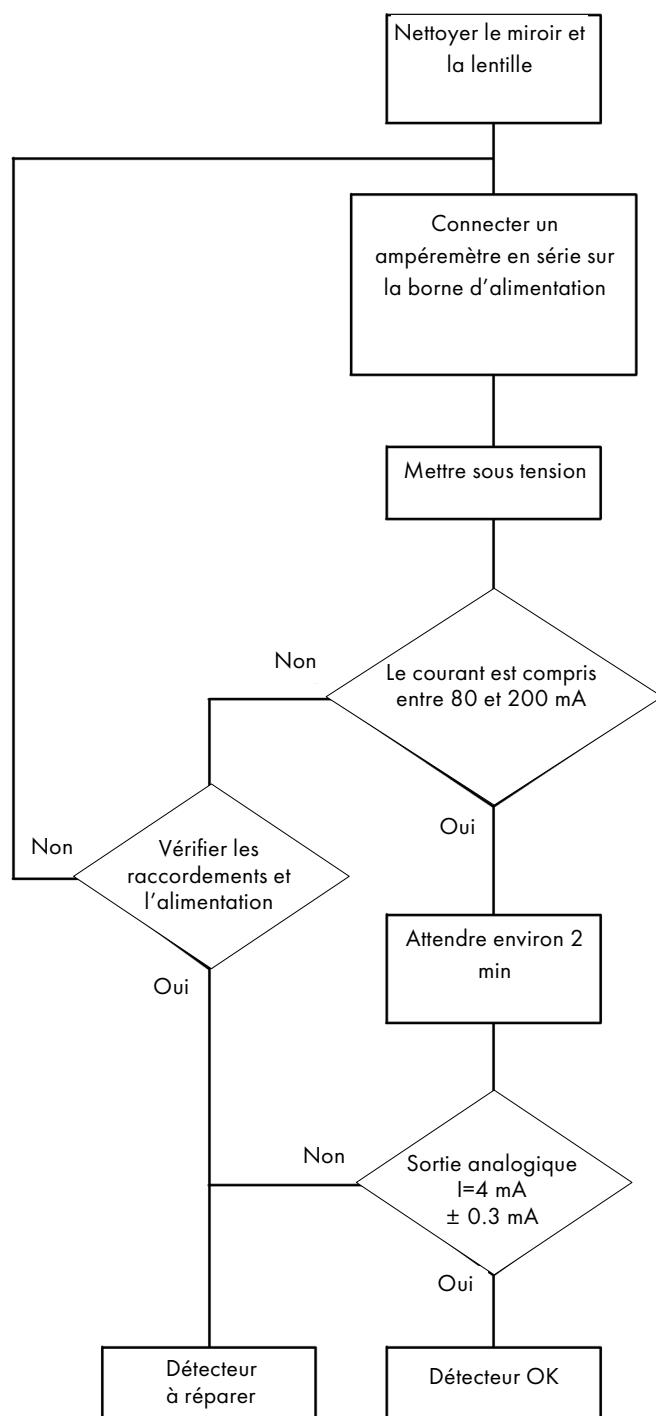 Nettoyer le miroir et
la lentille
Connecter un
ampéremètre en série sur
la borne d'alimentation
Mettre sous tension
Non
Le courant est compris
entre 80 et 200 mA
Oui
Non
Vérifier les
raccordements et
l'alimentation
Oui
Attendre environ 2
min
Non
Sortie analogique
I=4 mA
± 0.3 mA
Oui
Détecteur
à réparer
Détecteur OK